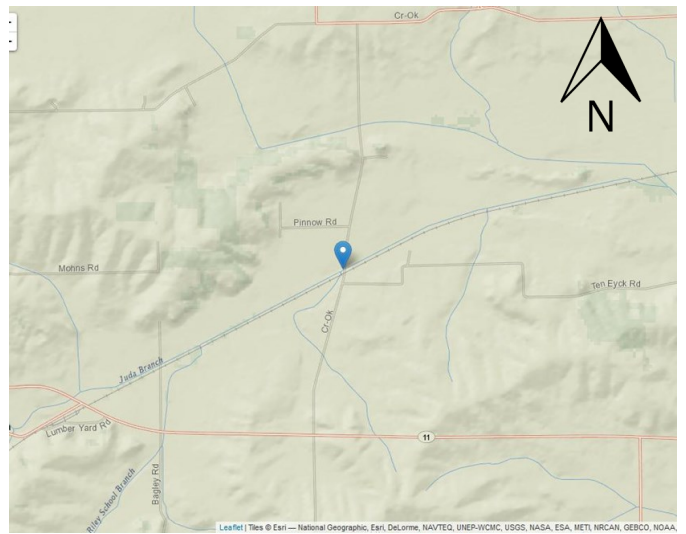 Cr-Ok
N
Pinnow Rd
Mohns Rd
Ten Eyck Rd
Cr-Ok
Juda Branch
Lumber Yard Rd
11
Bagley Rd
Riley School Branch
Leaflet | Tiles © Esri — National Geographic, Esri, DeLorme, NAVTEQ, UNEP-WCMC, USGS, NASA, ESA, METI, NRCAN, GEBCO, NOAA,